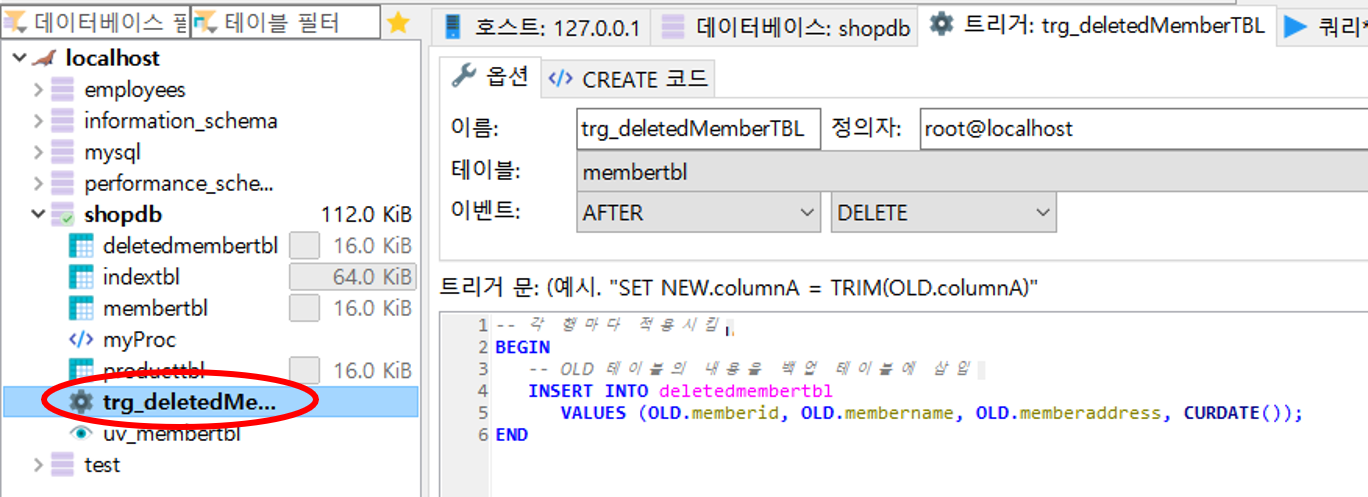 데이터베이스 필
테이블 필터
localhost
employees
information_schema
mysql
performance_sche...
shopdb 112.0 KiB
deletedmembertbl 16.0 KiB
indextbl 64.0 KiB
membertbl 16.0 KiB
myProc
producttbl 16.0 KiB
trg_deletedMe...
uv_membertbl
test
호스트: 127.0.0.1
데이터베이스: shopdb
트리거: trg_deletedMemberTBL
쿼리*
옵션
CREATE 코드
이름: trg_deletedMemberTBL 정의자: root@localhost
테이블: membertbl
이벤트: AFTER DELETE
트리거 문: (예시. "SET NEW.columnA = TRIM(OLD.columnA)"
1 -- 각 행마다 적용시킴
2 BEGIN
3 -- OLD 테이블의 내용을 백업 테이블에 삽입
4 INSERT INTO deletedmembertbl
5 VALUES (OLD.memberid, OLD.membername, OLD.memberaddress, CURDATE());
6 END